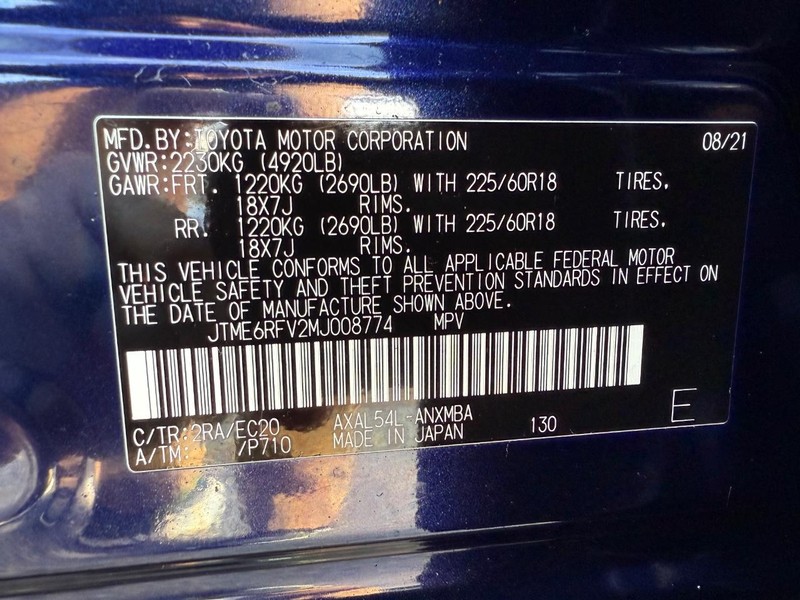 MFD.BY:TOYOTA MOTOR CORPORATION 08/21
GVWR:2230KG (4920LB)
GAWR:FRT. 1220KG (2690LB) WITH 225/60R18 TIRES,
18X7J RIMS.
RR. 1220KG (2690LB) WITH 225/60R18 TIRES,
18X7J RIMS.
THIS VEHICLE CONFORMS TO ALL APPLICABLE FEDERAL MOTOR
VEHICLE SAFETY AND THEFT PREVENTION STANDARDS IN EFFECT ON
THE DATE OF MANUFACTURE SHOWN ABOVE.
JTME6RFV2MJ008774 MPV
C/TR:2RA/EC20 AXAL54L-ANXMBA 130 E
A/TM: /P710 MADE IN JAPAN